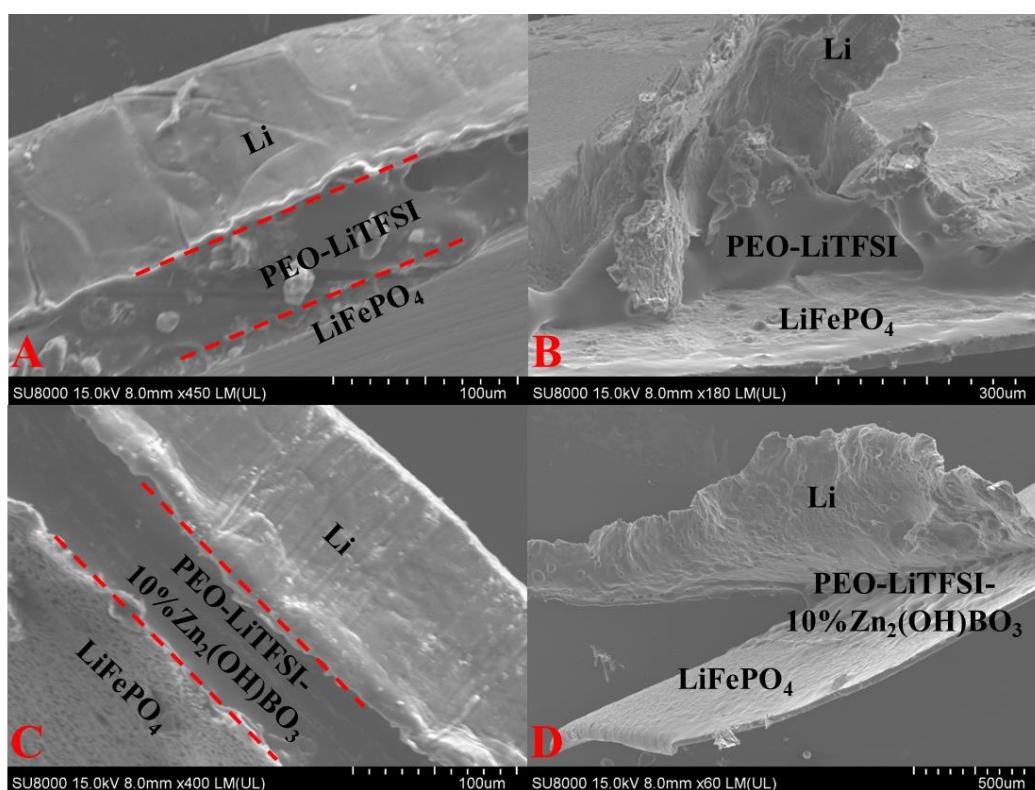 Li
PEO-LiTFSI
LiFePO₄
A
SU8000 15.0kV 8.0mm x450 LM(UL)
100um
Li
PEO-LiTFSI
LiFePO₄
B
SU8000 15.0kV 8.0mm x180 LM(UL)
300um
Li
PEO-LiTFSI-
10%Zn₂(OH)BO₃
LiFePO₄
C
SU8000 15.0kV 8.0mm x400 LM(UL)
100um
Li
PEO-LiTFSI-
10%Zn₂(OH)BO₃
LiFePO₄
D
SU8000 15.0kV 8.0mm x60 LM(UL)
500um